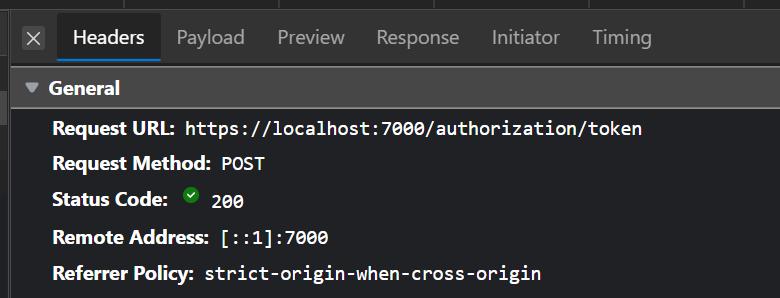 Headers Payload Preview Response Initiator Timing
General
Request URL: https://localhost:7000/authorization/token
Request Method: POST
Status Code: 200
Remote Address: [::1]:7000
Referrer Policy: strict-origin-when-cross-origin